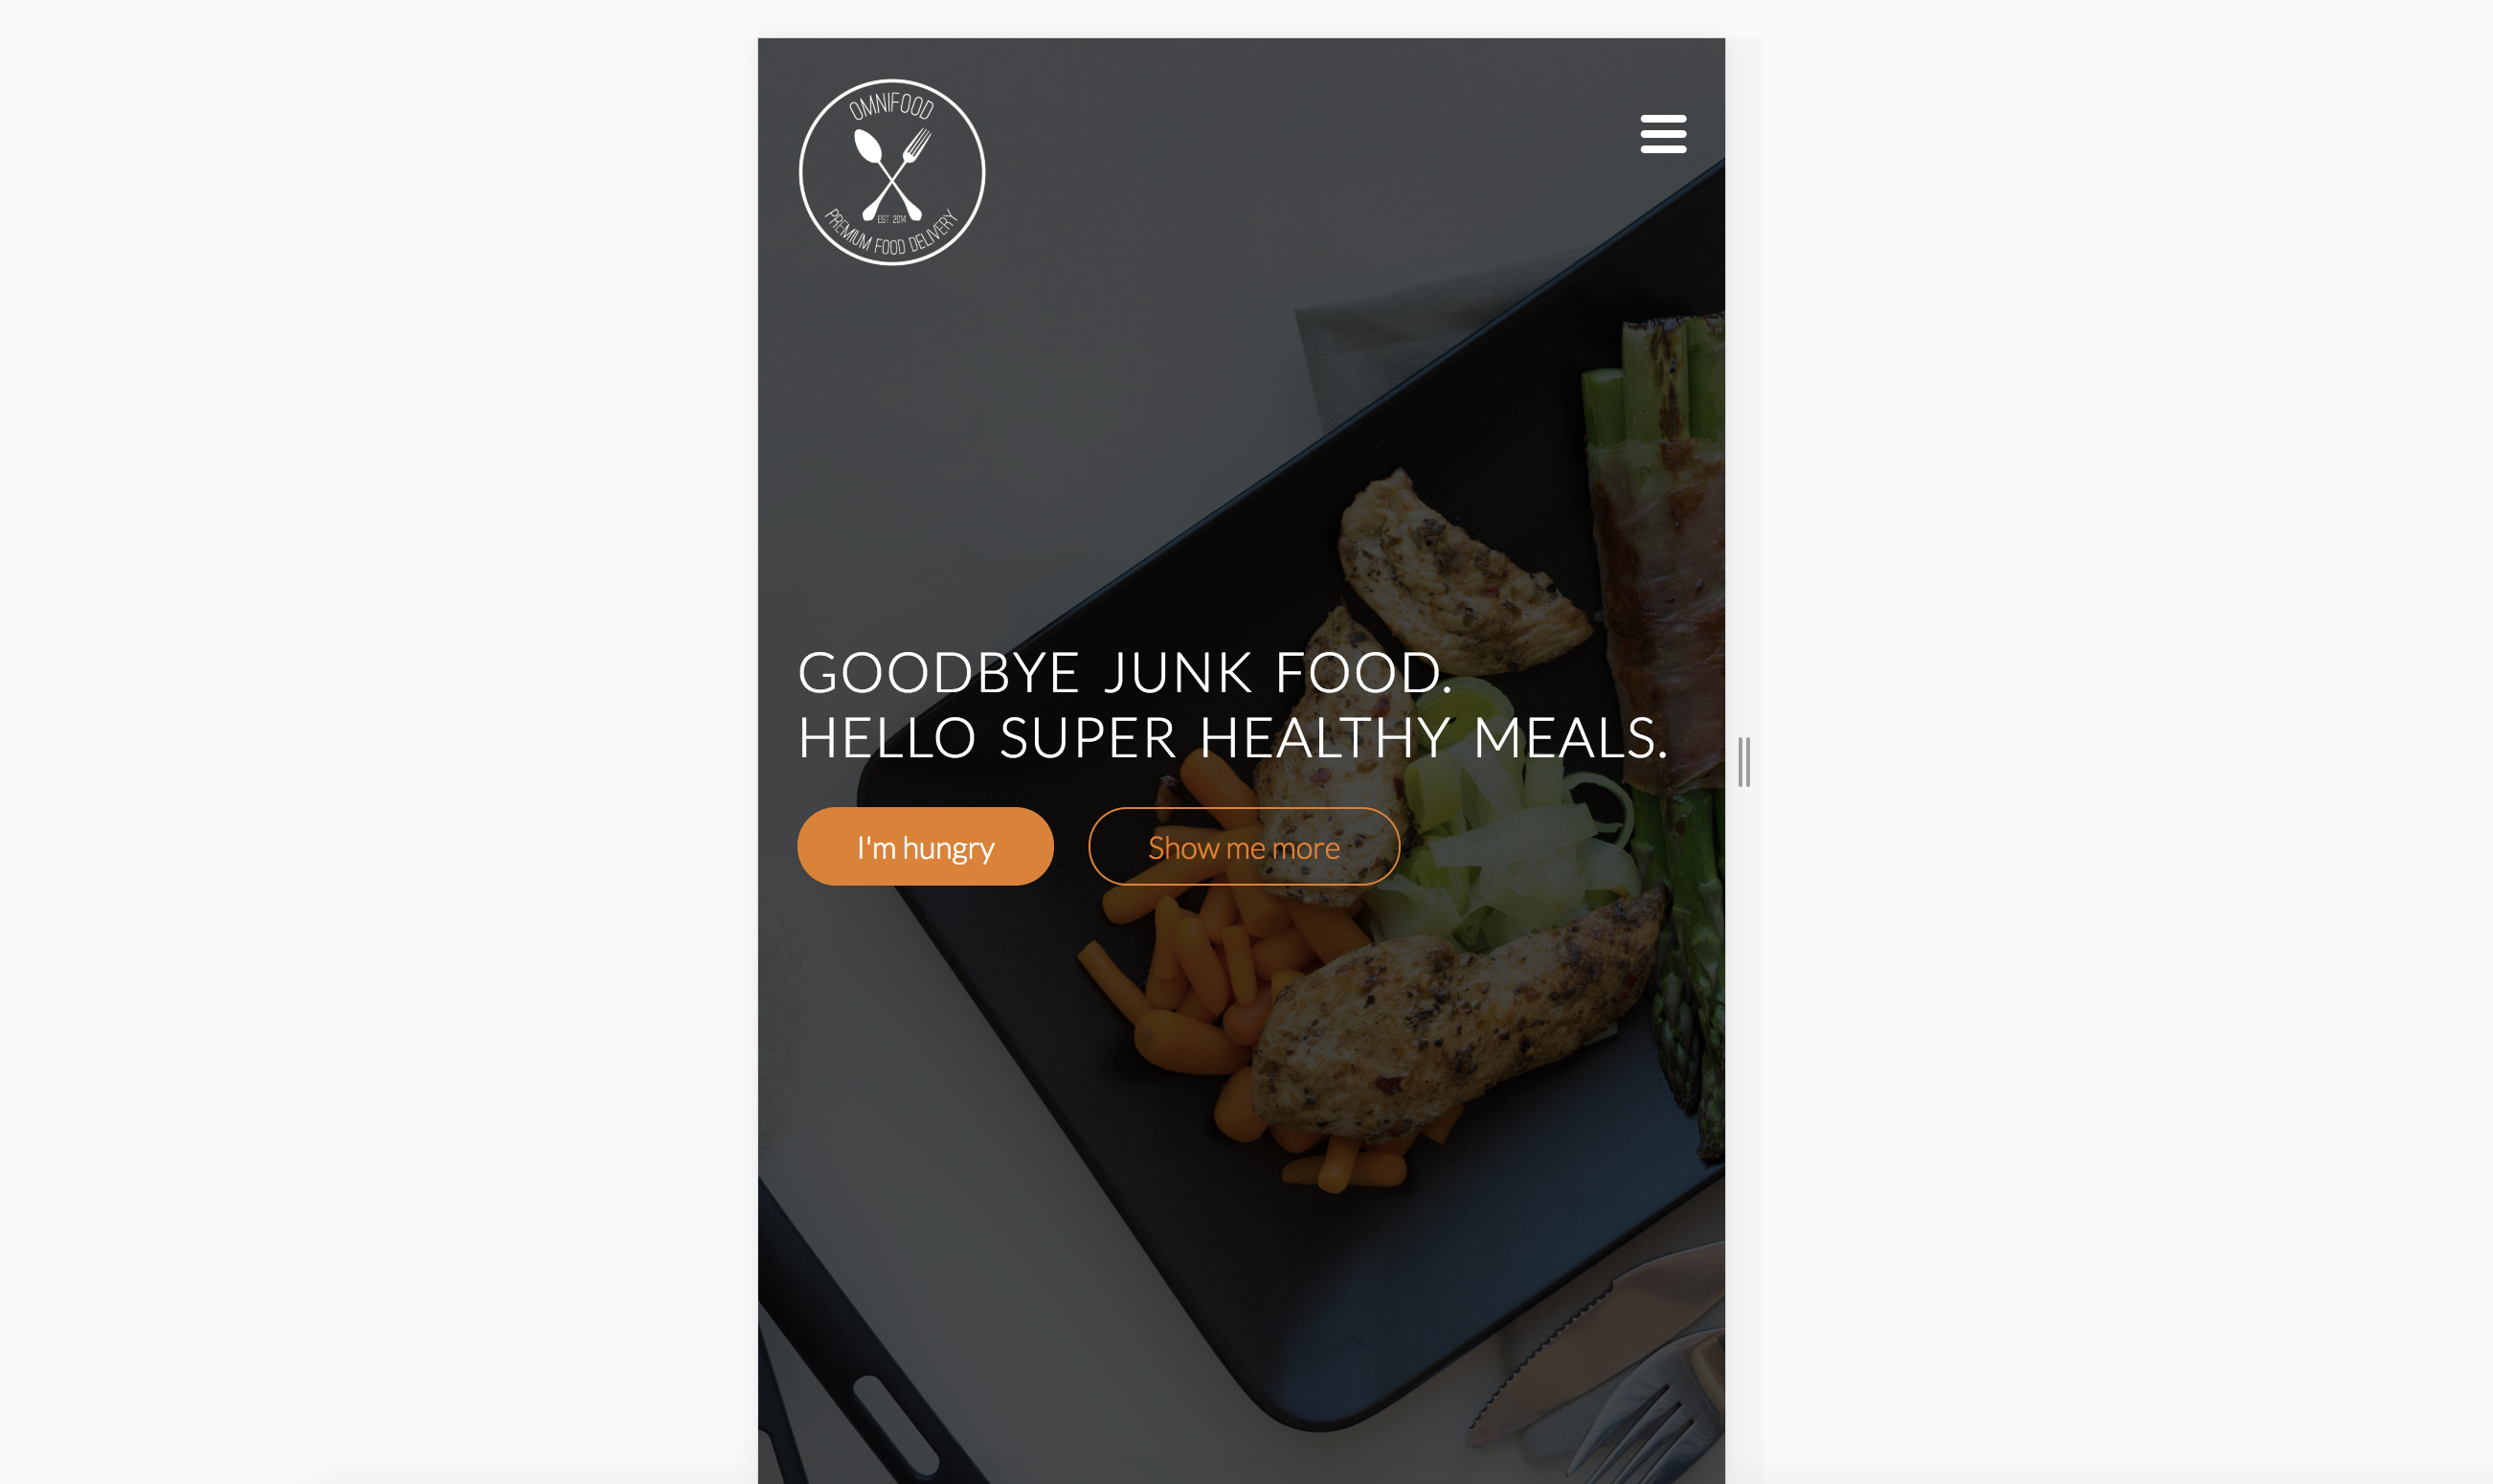 OMNIFOOD
EST. 2014
PREMIUM FOOD DELIVERY
GOODBYE JUNK FOOD.
HELLO SUPER HEALTHY MEALS.
I'm hungry
Show me more